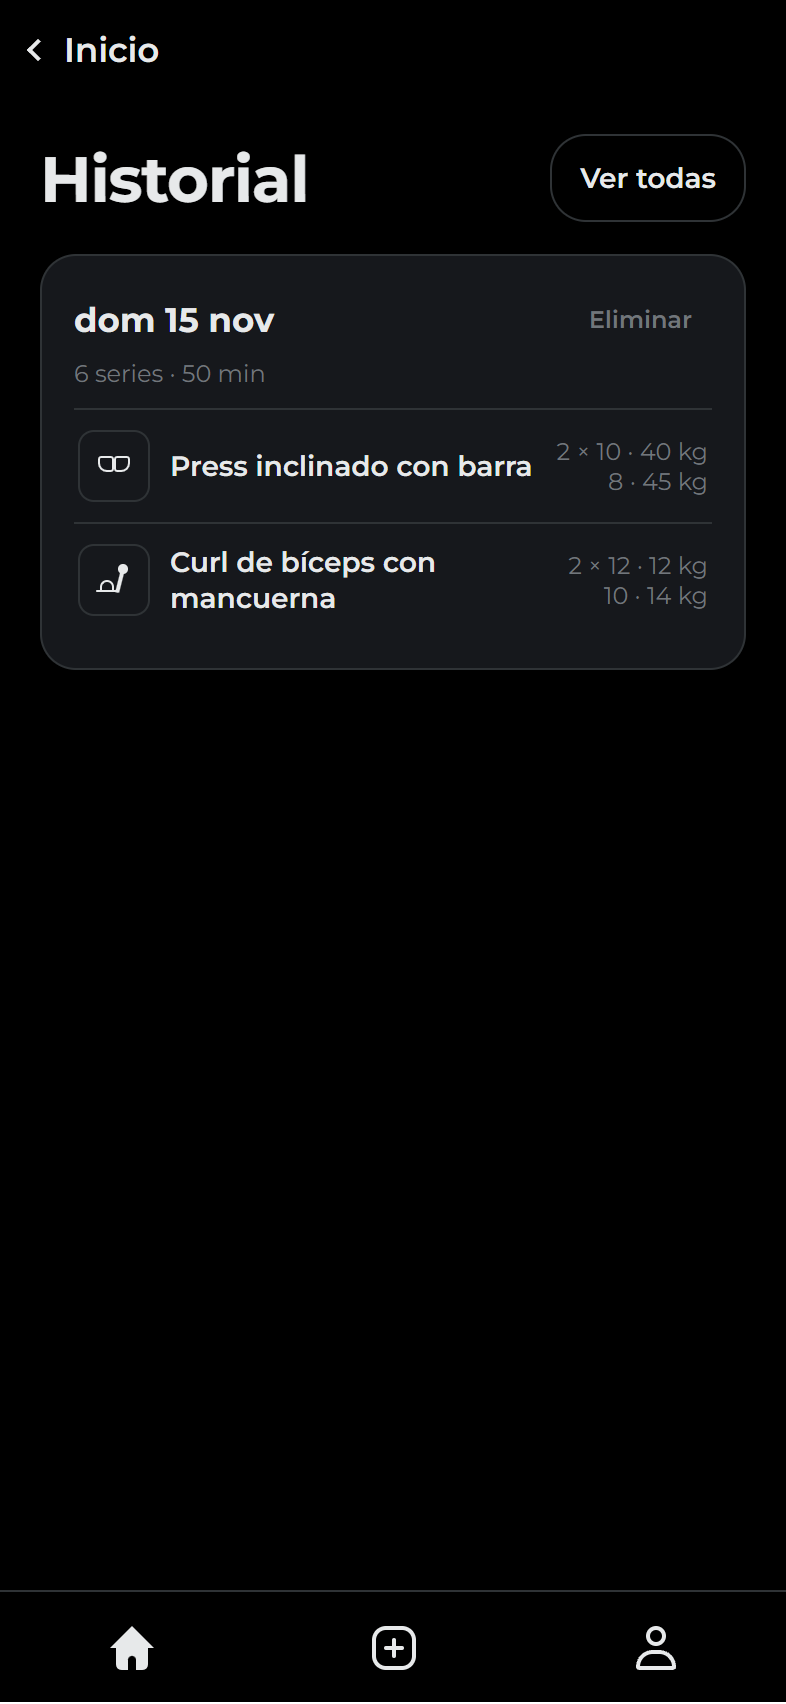 Inicio
Historial
Ver todas
dom 15 nov
Eliminar
6 series · 50 min
Press inclinado con barra
2 × 10 · 40 kg
8 · 45 kg
Curl de bíceps con
mancuerna
2 × 12 · 12 kg
10 · 14 kg